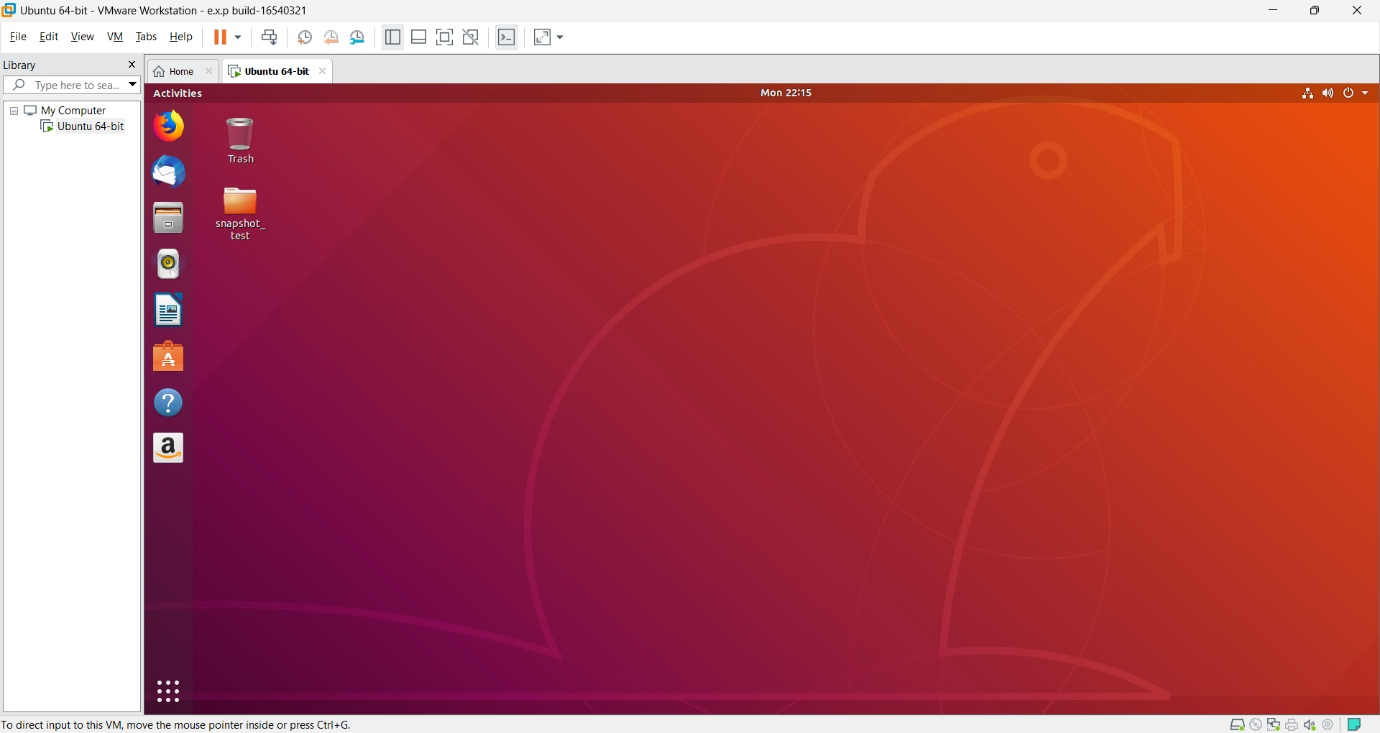 Ubuntu 64-bit - VMware Workstation - e.x.p build-16540321
File Edit View VM Tabs Help
Library
Home
Ubuntu 64-bit
Type here to sea...
Activities
Mon 22:15
My Computer
Ubuntu 64-bit
Trash
snapshot_
test
A
?
a
To direct input to this VM, move the mouse pointer inside or press Ctrl+G.